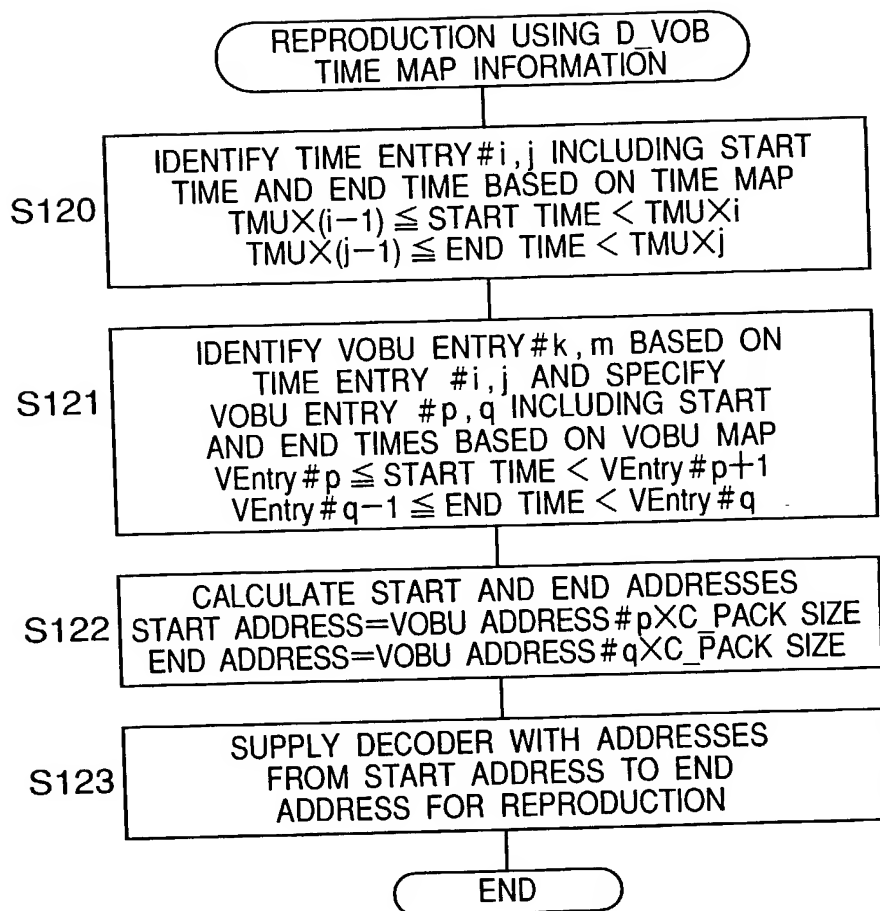 REPRODUCTION USING D_VOB
TIME MAP INFORMATION
S120
IDENTIFY TIME ENTRY#i,j INCLUDING START
TIME AND END TIME BASED ON TIME MAP
TMU×(i−1) ≦ START TIME < TMU×i
TMU×(j−1) ≦ END TIME < TMU×j
S121
IDENTIFY VOBU ENTRY#k,m BASED ON
TIME ENTRY #i,j AND SPECIFY
VOBU ENTRY #p,q INCLUDING START
AND END TIMES BASED ON VOBU MAP
VEntry#p ≦ START TIME < VEntry#p+1
VEntry#q−1 ≦ END TIME < VEntry#q
S122
CALCULATE START AND END ADDRESSES
START ADDRESS=VOBU ADDRESS#p×C_PACK SIZE
END ADDRESS=VOBU ADDRESS#q×C_PACK SIZE
S123
SUPPLY DECODER WITH ADDRESSES
FROM START ADDRESS TO END
ADDRESS FOR REPRODUCTION
END